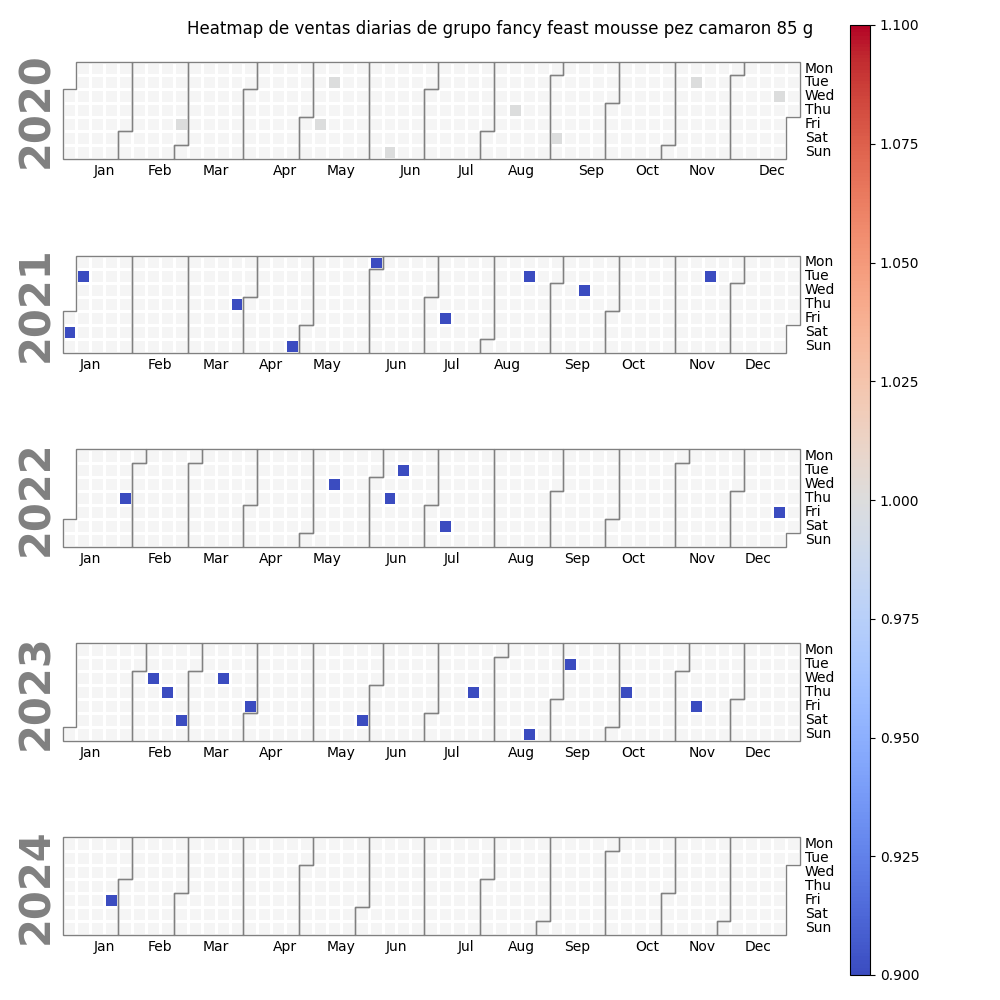 Heatmap de ventas diarias de grupo fancy feast mousse pez camaron 85 g
2020
Mon
Tue
Wed
Thu
Fri
Sat
Sun
Jan Feb Mar Apr May Jun Jul Aug Sep Oct Nov Dec
2021
Mon
Tue
Wed
Thu
Fri
Sat
Sun
Jan Feb Mar Apr May Jun Jul Aug Sep Oct Nov Dec
2022
Mon
Tue
Wed
Thu
Fri
Sat
Sun
Jan Feb Mar Apr May Jun Jul Aug Sep Oct Nov Dec
2023
Mon
Tue
Wed
Thu
Fri
Sat
Sun
Jan Feb Mar Apr May Jun Jul Aug Sep Oct Nov Dec
2024
Mon
Tue
Wed
Thu
Fri
Sat
Sun
Jan Feb Mar Apr May Jun Jul Aug Sep Oct Nov Dec
1.100
1.075
1.050
1.025
1.000
0.975
0.950
0.925
0.900